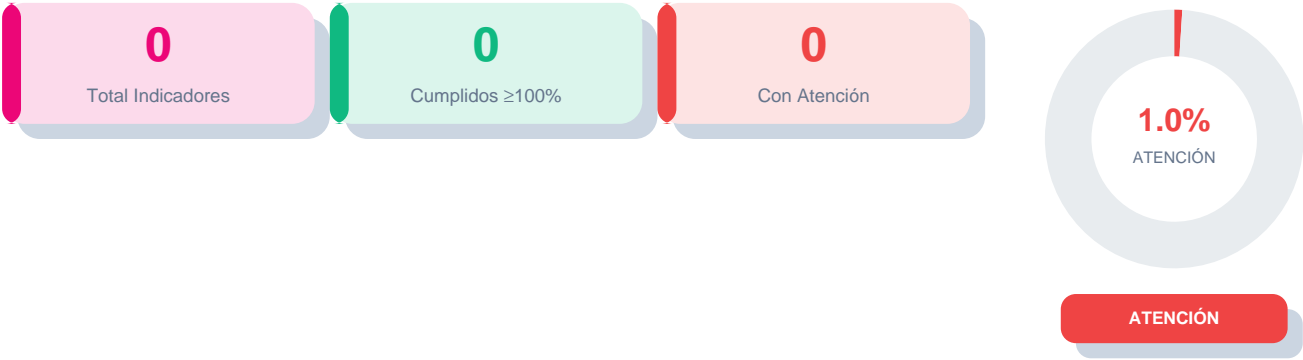 0
Total Indicadores
0
Cumplidos ≥100%
0
Con Atención
1.0%
ATENCIÓN
ATENCIÓN